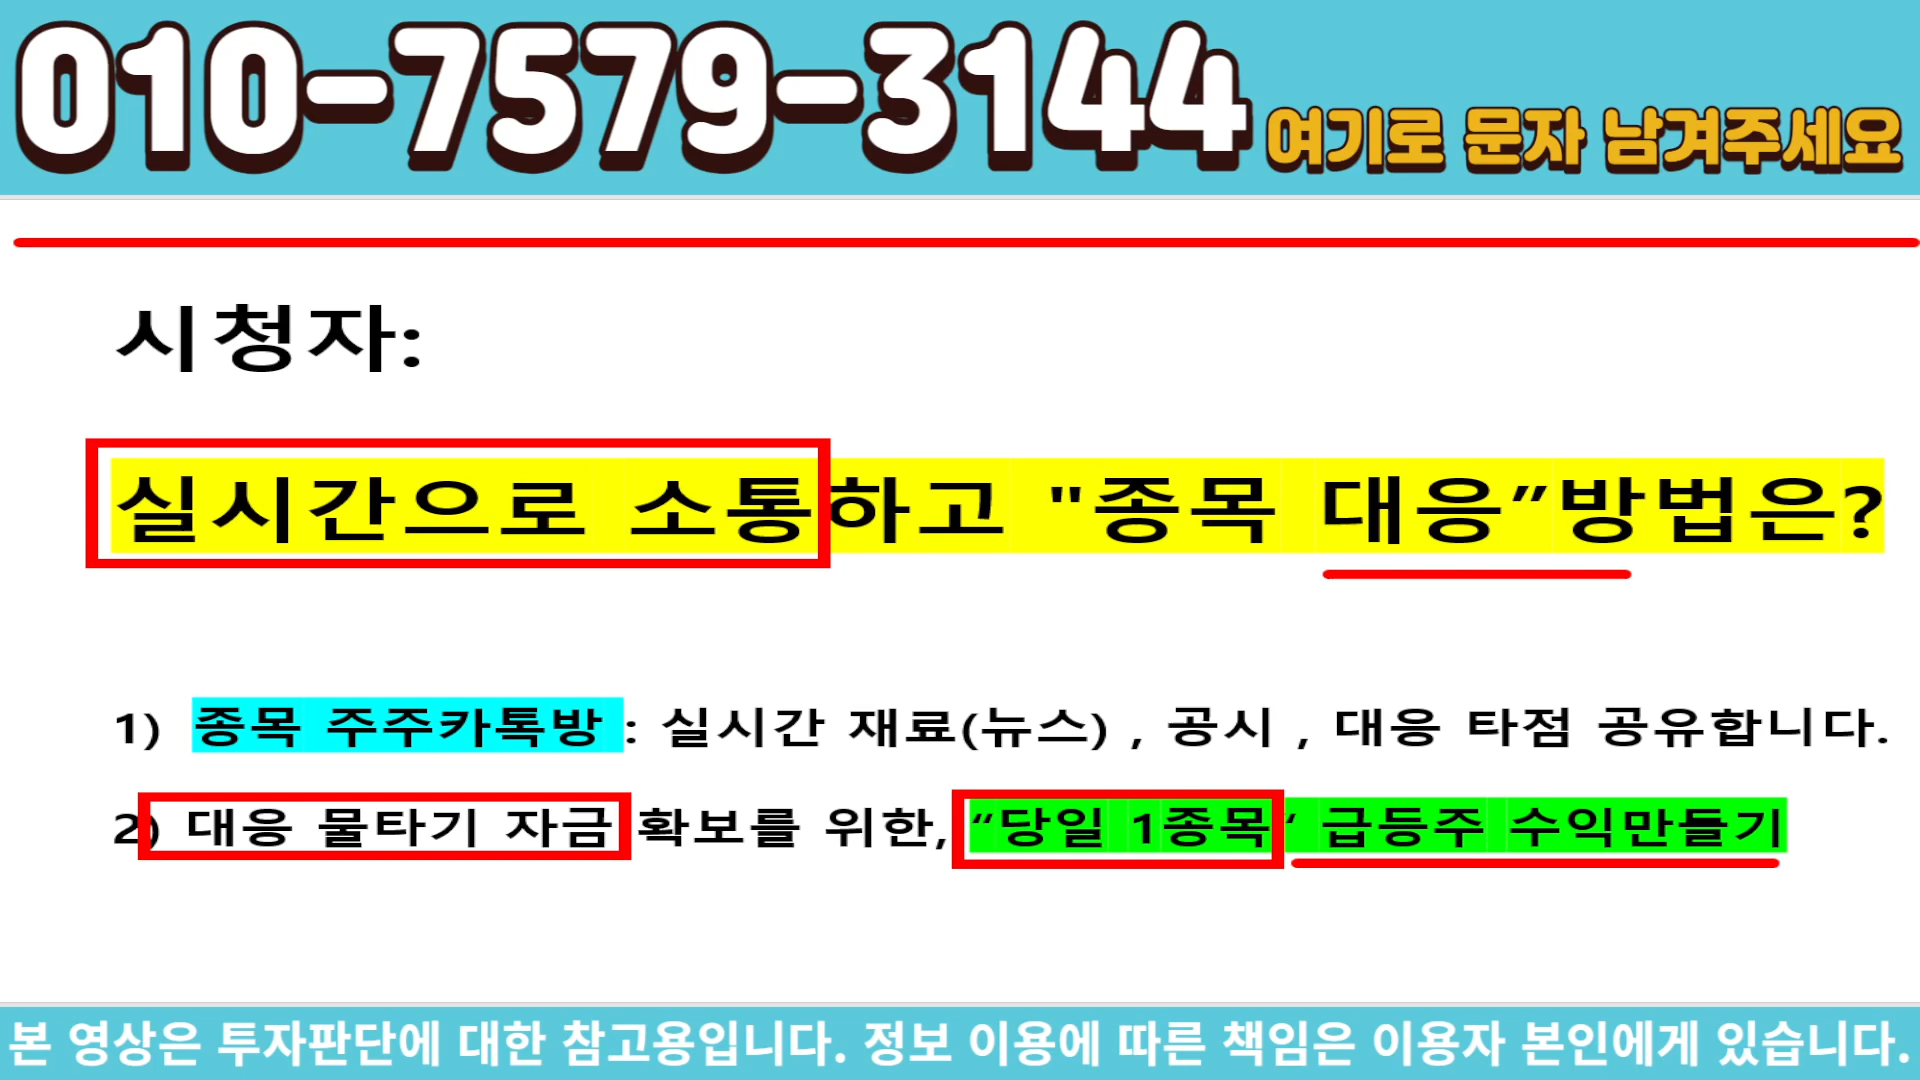 010-7579-3144 여기로 문자 남겨주세요
시청자:
실시간으로 소통하고 "종목 대응”방법은?
1) 종목 주주카톡방 : 실시간 재료(뉴스) , 공시 , 대응 타점 공유합니다.
2) 대응 물타기 자금 확보를 위한, “당일 1종목‘ 급등주 수익만들기
본 영상은 투자판단에 대한 참고용입니다. 정보 이용에 따른 책임은 이용자 본인에게 있습니다.